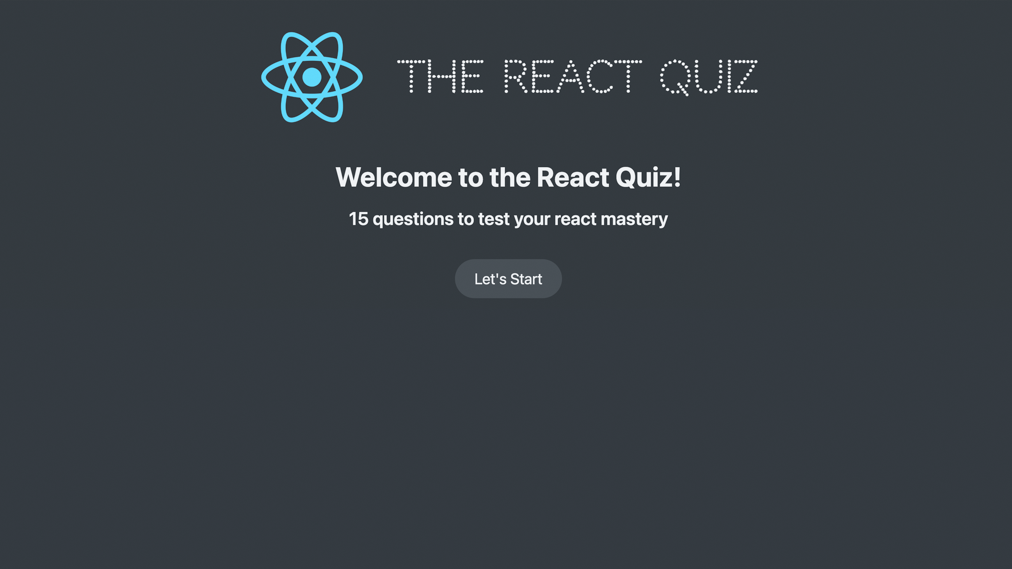 THE REACT QUIZ
Welcome to the React Quiz!
15 questions to test your react mastery
Let's Start